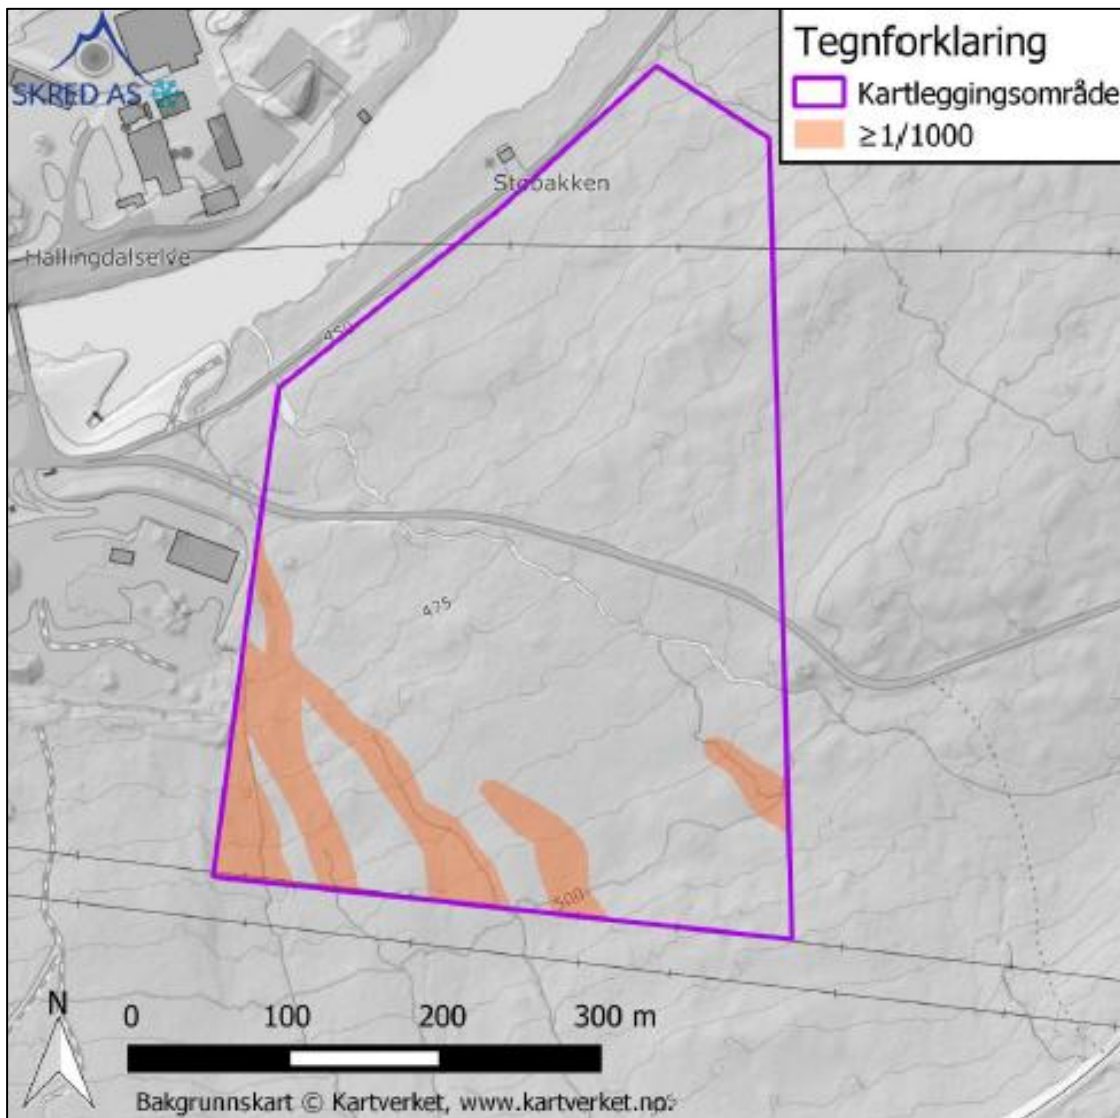 SKRED AS
Tegnforklaring
Kartleggingsområde
≥1/1000
Støbakken
Hallingdalselve
450
475
500
N
0 100 200 300 m
Bakgrunnskart © Kartverket, www.kartverket.no.